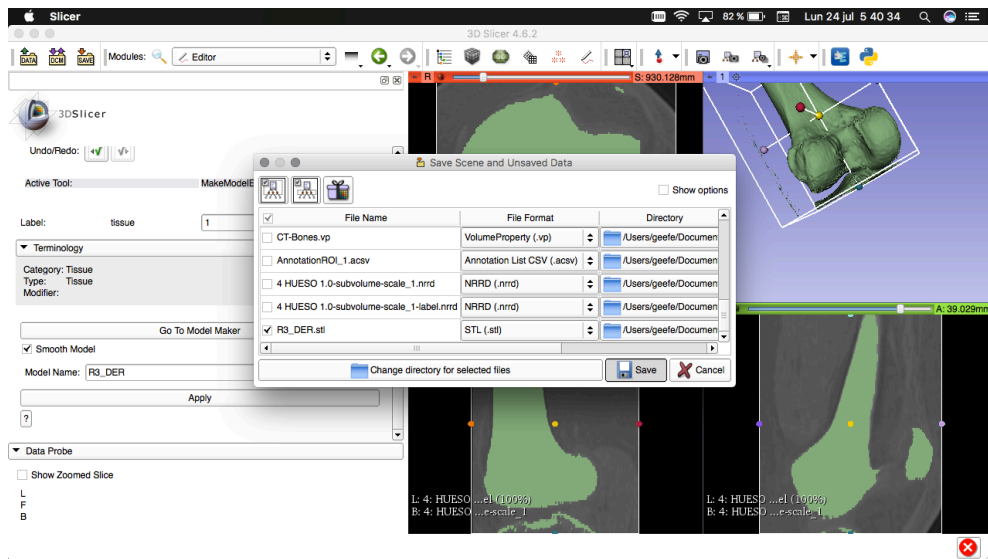 Slicer 82 % Lun 24 jul 5 40 34
3D Slicer 4.6.2
DATA DCM SAVE Modules: Editor
R S: 930.128mm 1
3DSlicer
Undo/Redo:
Active Tool: MakeModelE
Label: tissue 1
Terminology
Category: Tissue
Type: Tissue
Modifier:
Go To Model Maker
Smooth Model
Model Name: R3_DER
Apply
?
Data Probe
Show Zoomed Slice
L
F
B
Save Scene and Unsaved Data
Show options
File Name File Format Directory
CT-Bones.vp VolumeProperty (.vp) /Users/geefe/Documen
AnnotationROI_1.acsv Annotation List CSV (.acsv) /Users/geefe/Documen
4 HUESO 1.0-subvolume-scale_1.nrrd NRRD (.nrrd) /Users/geefe/Documen
4 HUESO 1.0-subvolume-scale_1-label.nrrd NRRD (.nrrd) /Users/geefe/Documen
R3_DER.stl STL (.stl) /Users/geefe/Documen
Change directory for selected files Save Cancel
A: 39.029mm
L: 4: HUESO ...el (100%)
B: 4: HUESO ...e-scale_1
L: 4: HUESO ...el (100%)
B: 4: HUESO ...e-scale_1